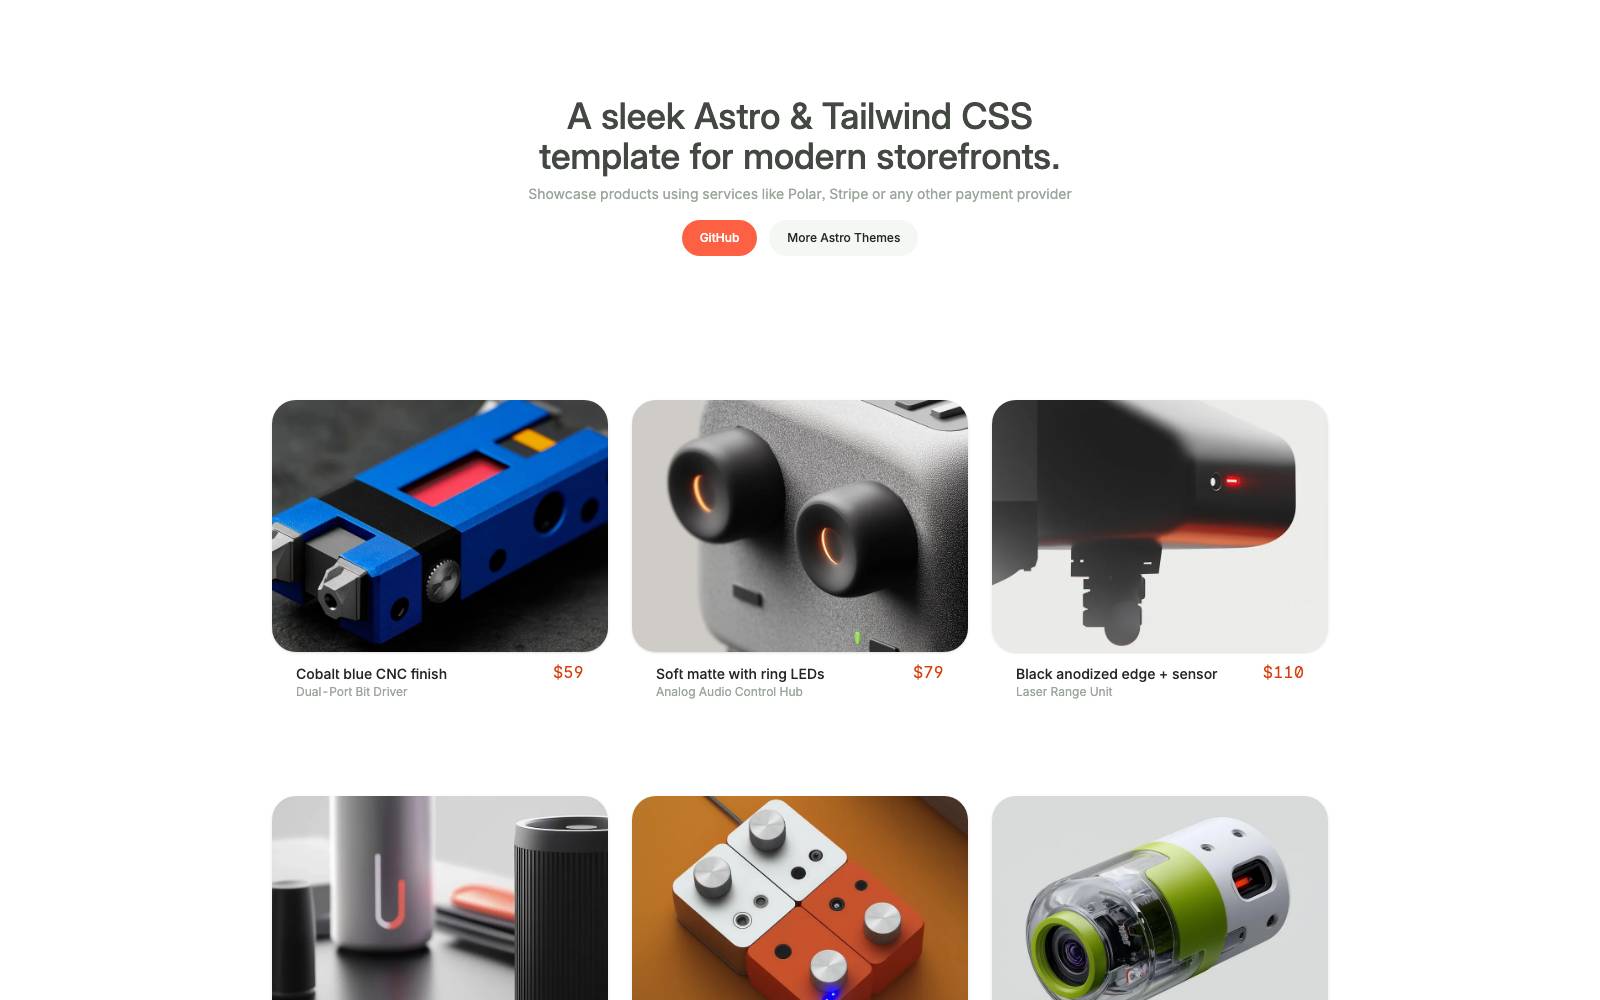 A sleek Astro & Tailwind CSS
template for modern storefronts.
Showcase products using services like Polar, Stripe or any other payment provider
GitHub
More Astro Themes
Cobalt blue CNC finish
$59
Dual-Port Bit Driver
Soft matte with ring LEDs
$79
Analog Audio Control Hub
Black anodized edge + sensor
$110
Laser Range Unit